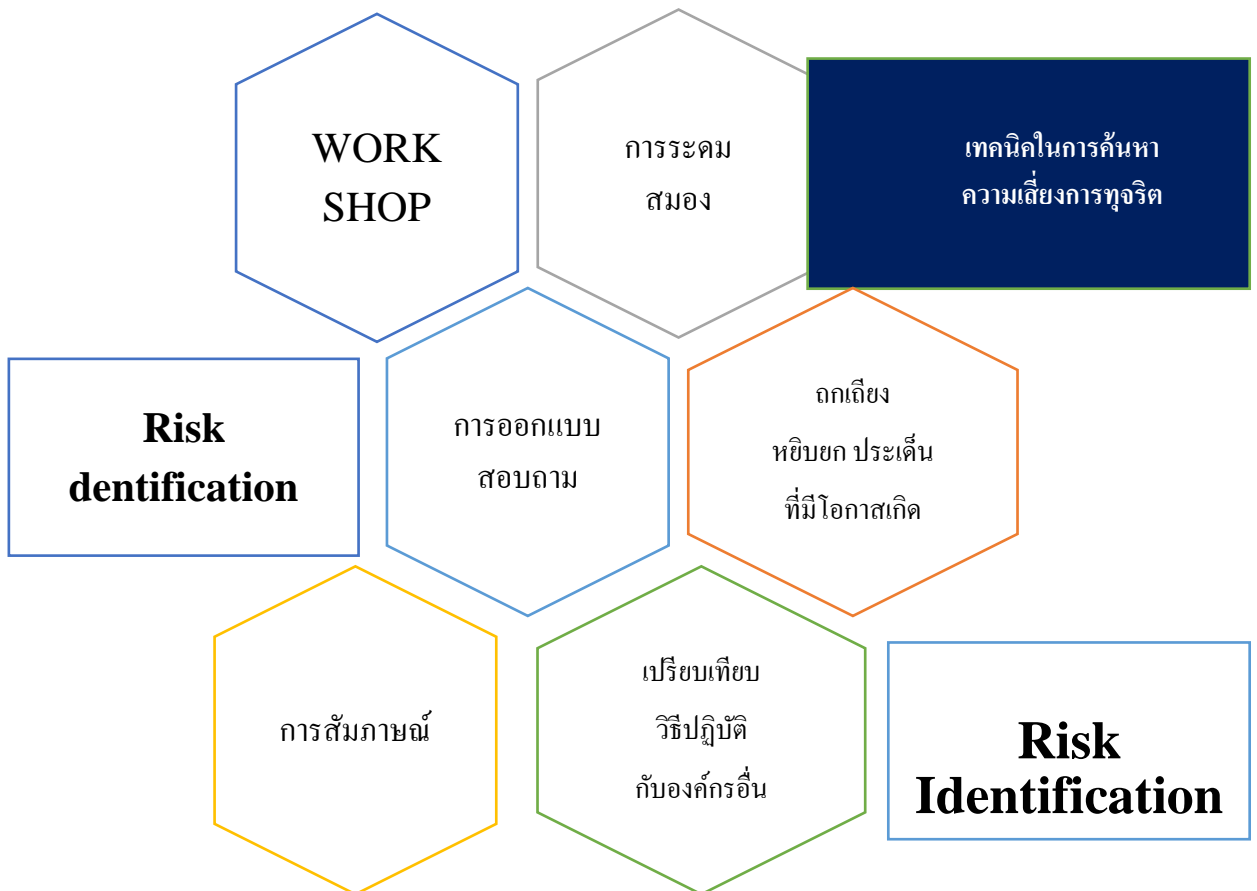 WORK
SHOP
การระดม
สมอง
เทคนิคในการค้นหา
ความเสี่ยงการทุจริต
Risk
dentification
การออกแบบ
สอบถาม
ถกเถียง
หยิบยก ประเด็น
ที่มีโอกาสเกิด
การสัมภาษณ์
เปรียบเทียบ
วิธีปฏิบัติ
กับองค์กรอื่น
Risk
Identification